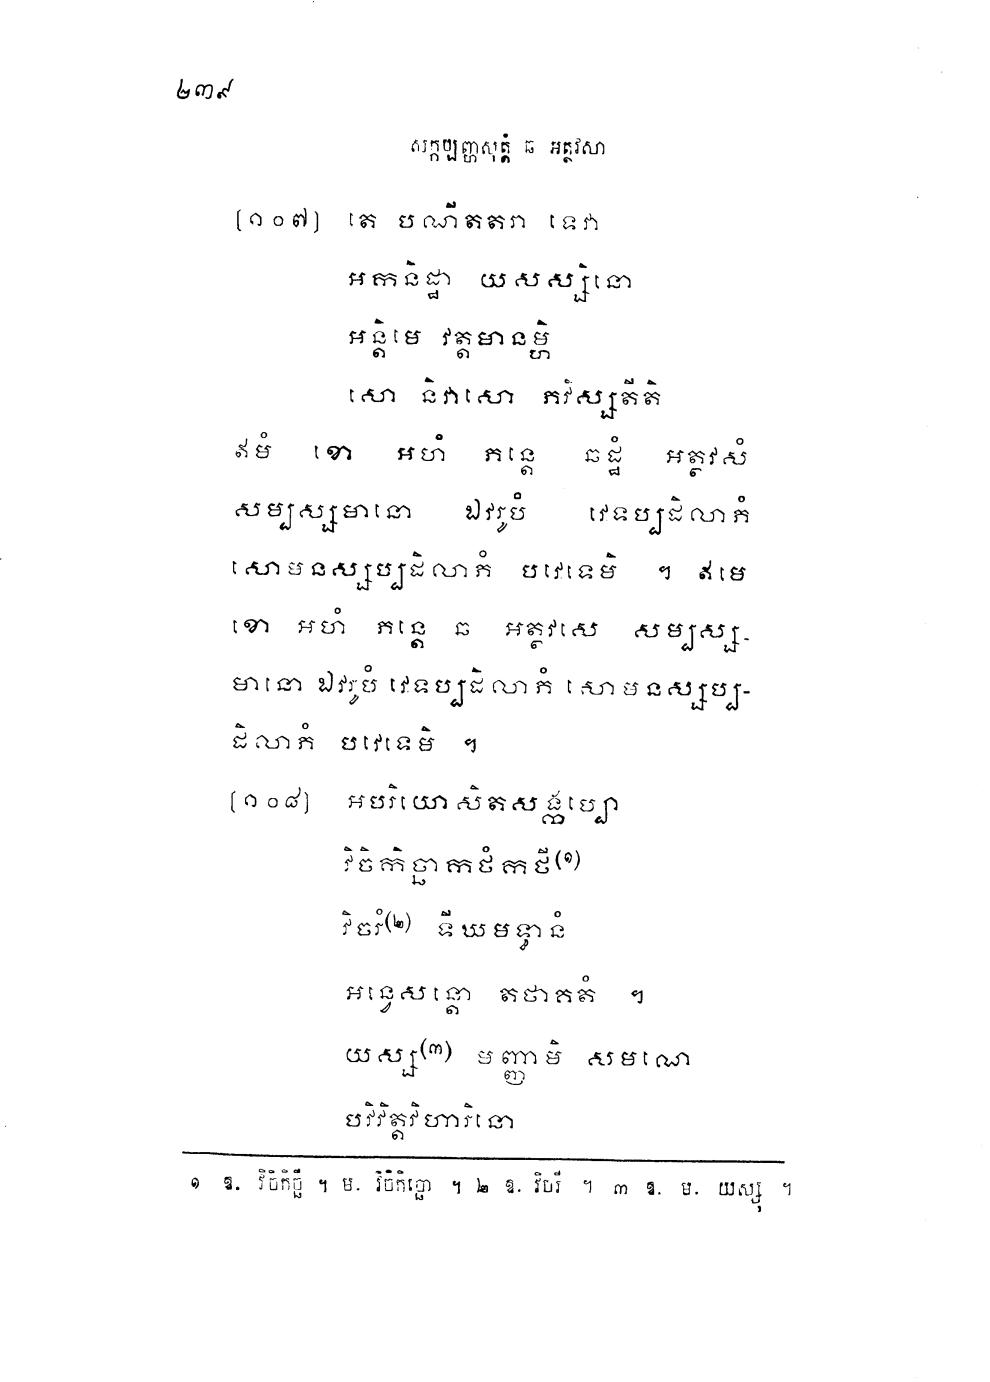 ២៣៩
សក្កប្បញ្ហសុត្តំ ឆ អត្ថវសា
(១០៧) តេ បណីតតរា ទេវា
អកនិដ្ឋា យសស្សិនោ
អន្តិមេ វត្តមានម្ហិ
សោ និវាសោ ភវិស្សតីតិ
ឥមំ ខោ អហំ ភន្តេ ឆដ្ឋំ អត្ថវសំ
សម្បស្សមានោ ឯវរូបំ វេទប្បដិលាភំ
សោមនស្សប្បដិលាភំ បវេទេមិ ។ ឥមេ
ខោ អហំ ភន្តេ ឆ អត្ថវសេ សម្បស្ស-
មានោ ឯវរូបំ វេទប្បដិលាភំ សោមនស្សប្ប-
ដិលាភំ បវេទេមិ ។
(១០៨) អបរិយោសិតសង្កប្បោ
វិចិកិច្ឆាកថំកថី(១)
វិចរំ(២) ទីឃមទ្ធានំ
អន្វេសន្តោ តថាគតំ ។
យស្ស(៣) មញ្ញាមិ សមណេ
បវិវិត្តវិហារិនោ
១ ឱ. វិចិកិច្ឆី ។ ម. វិចិកិច្ឆោ ។ ២ ឱ. វិចរី ។ ៣ ឱ. ម. យស្សុ ។